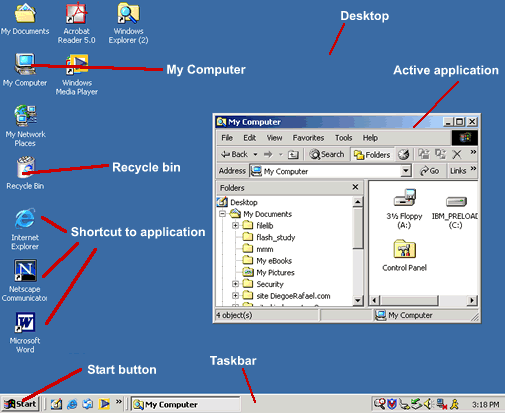 My Documents
Acrobat
Reader 5.0
Windows
Explorer (2)
Desktop
My Computer
Windows
Media Player
My Computer
Active application
My Network
Places
Recycle Bin
Recycle bin
Internet
Explorer
Shortcut to application
Netscape
Communicator
Microsoft
Word
My Computer
File Edit View Favorites Tools Help
Back Search Folders »
Address My Computer Go Links »
Folders
Desktop
My Documents
filelib
flash_study
mmm
My eBooks
My Pictures
Security
site DiegoeRafael.com
3½ Floppy
(A:)
IBM_PRELOAD
(C:)
Control Panel
4 object(s) My Computer
Start button
Taskbar
Start » My Computer 3:18 PM